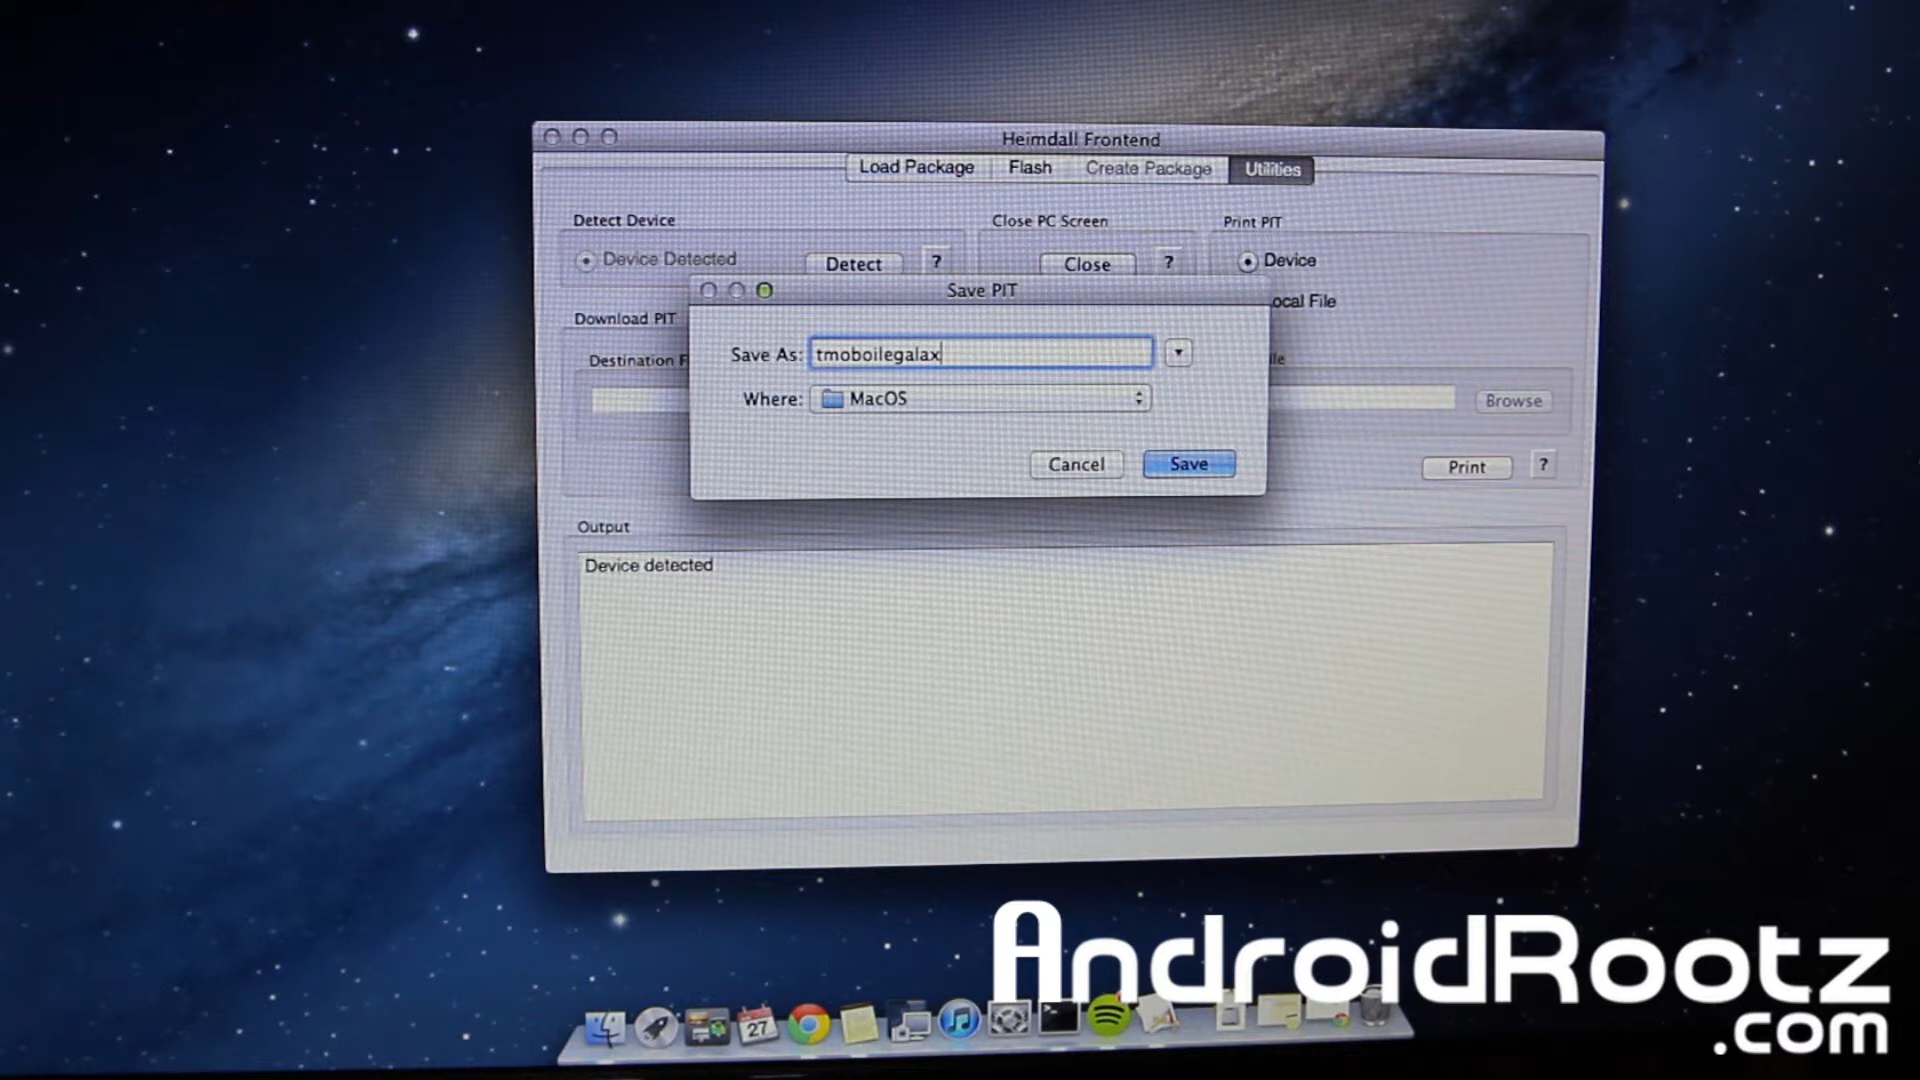 Heimdall Frontend
Load Package Flash Create Package Utilities
Detect Device Close PC Screen Print PIT
Device Detected Detect ? Close ? Device
Save PIT
ocal File
Download PIT
Save As: tmoboilegalax
Destination F
ile
Where: MacOS
Browse
Cancel Save
Print ?
Output
Device detected
AndroidRootz
.com
27